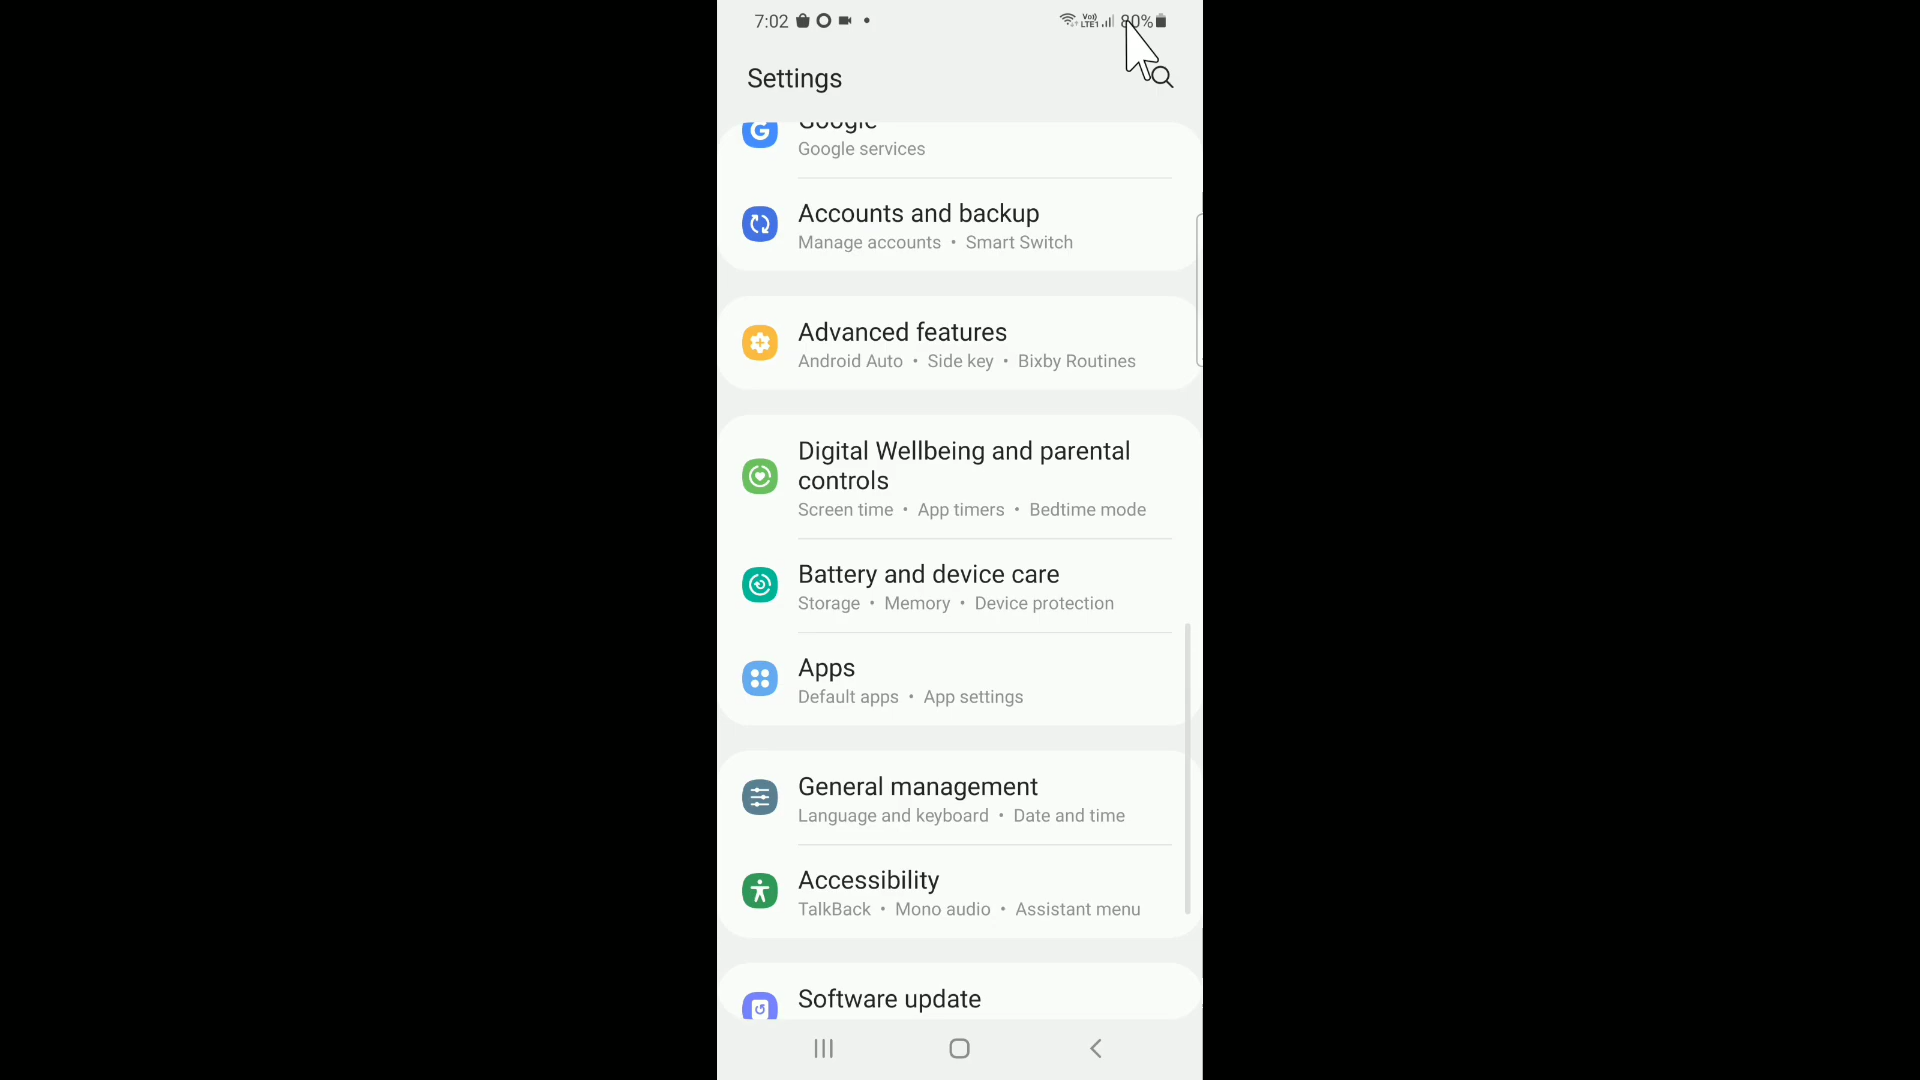 7:02 Vo)) LTE1 80%
Settings
Google
Google services
Accounts and backup
Manage accounts • Smart Switch
Advanced features
Android Auto • Side key • Bixby Routines
Digital Wellbeing and parental
controls
Screen time • App timers • Bedtime mode
Battery and device care
Storage • Memory • Device protection
Apps
Default apps • App settings
General management
Language and keyboard • Date and time
Accessibility
TalkBack • Mono audio • Assistant menu
Software update